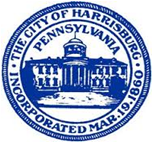 THE CITY OF HARRISBURG
PENNSYLVANIA
INCORPORATED MAR. 19, 1860